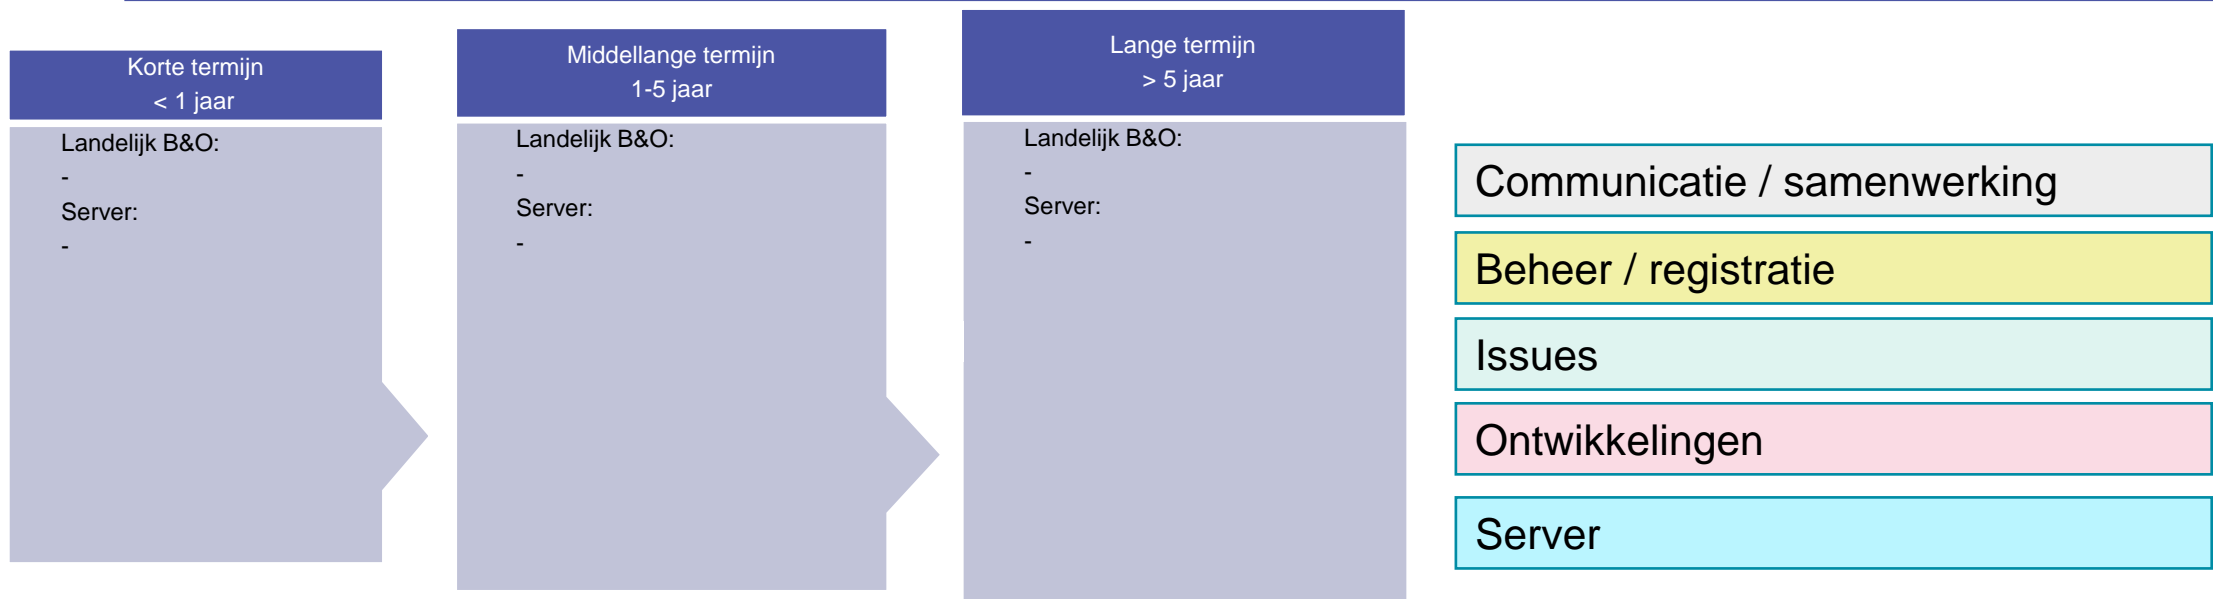 Korte termijn
< 1 jaar
Landelijk B&O:
-
Server:
-
Middellange termijn
1-5 jaar
Landelijk B&O:
-
Server:
-
Lange termijn
> 5 jaar
Landelijk B&O:
-
Server:
-
Communicatie / samenwerking
Beheer / registratie
Issues
Ontwikkelingen
Server